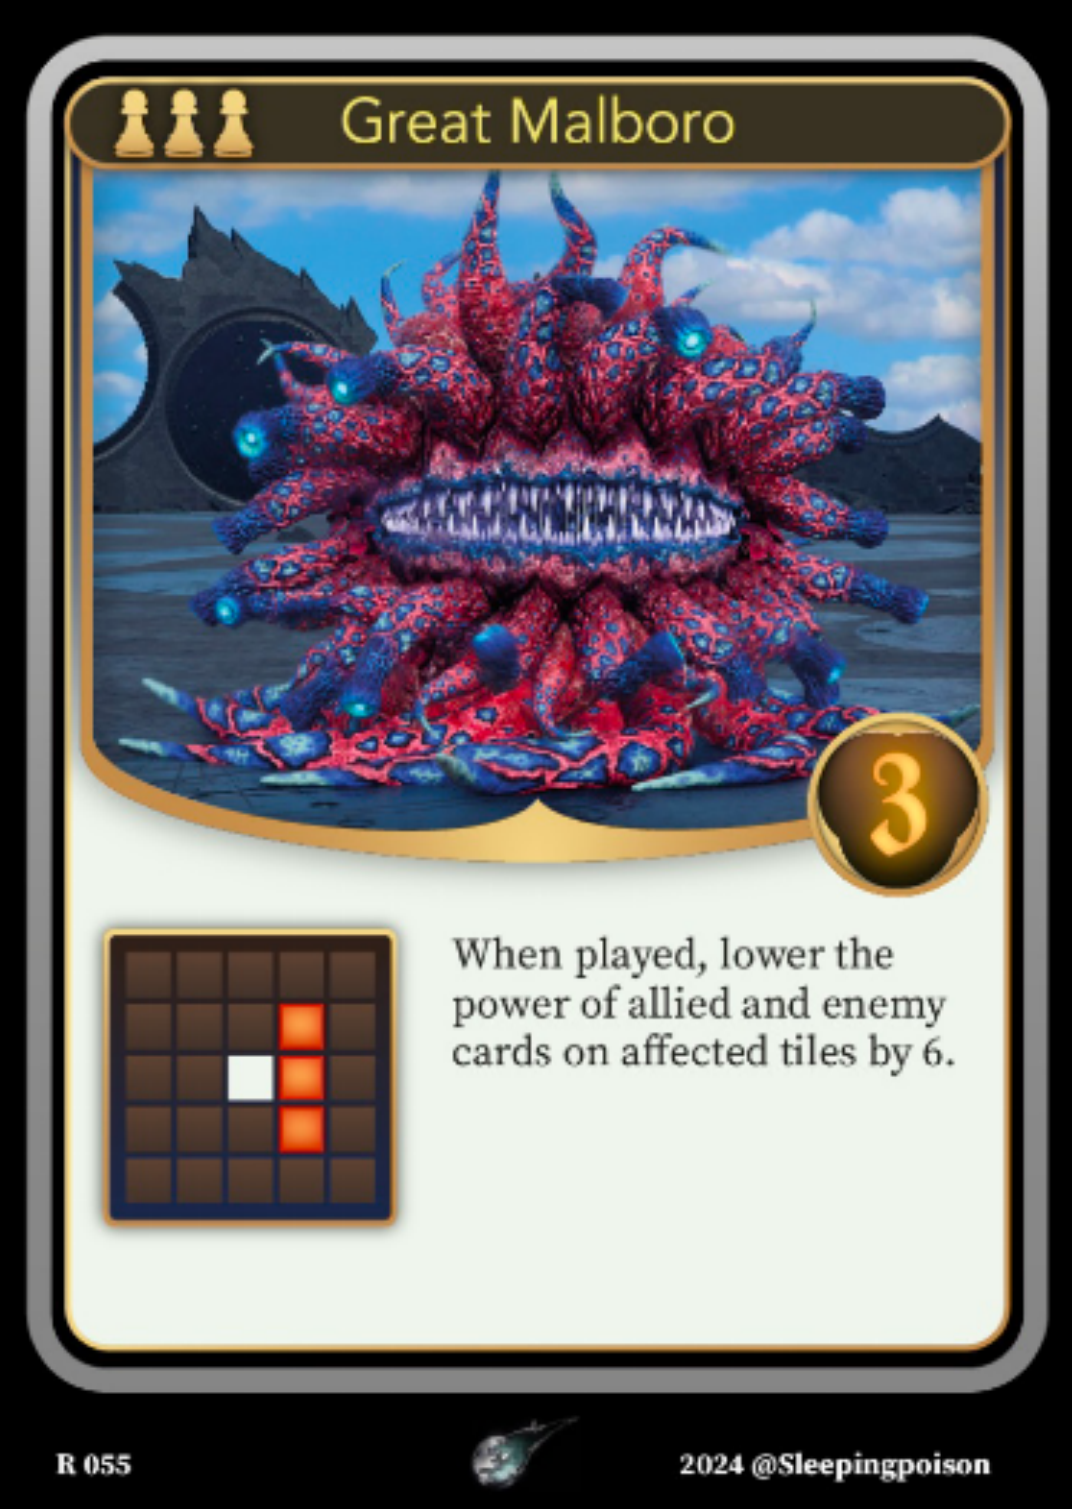 Great Malboro
3
When played, lower the
power of allied and enemy
cards on affected tiles by 6.
R 055
2024 @Sleepingpoison